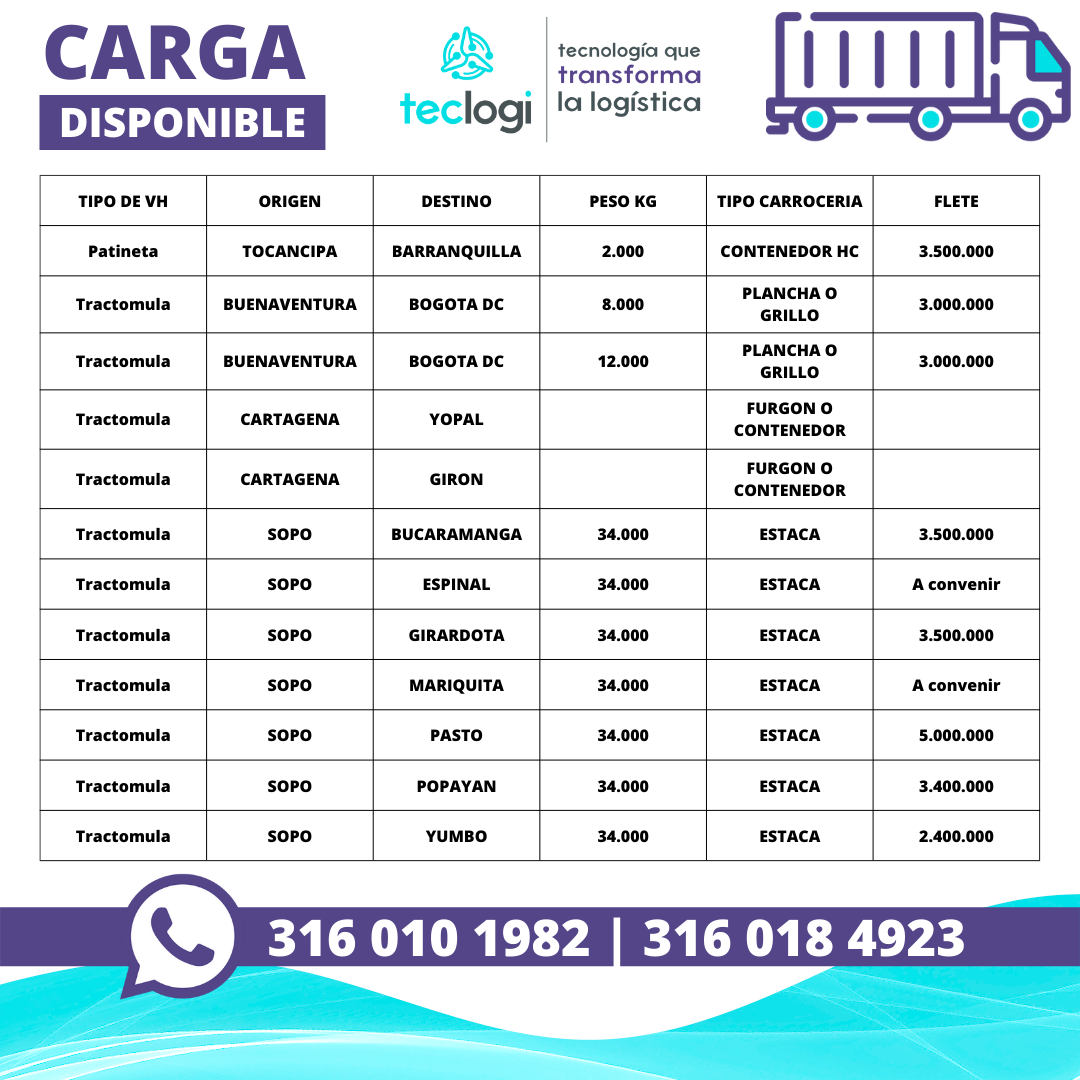 CARGA
DISPONIBLE
teclogi
tecnología que
transforma
la logística
TIPO DE VH ORIGEN DESTINO PESO KG TIPO CARROCERIA FLETE
Patineta TOCANCIPA BARRANQUILLA 2.000 CONTENEDOR HC 3.500.000
Tractomula BUENAVENTURA BOGOTA DC 8.000 PLANCHA O GRILLO 3.000.000
Tractomula BUENAVENTURA BOGOTA DC 12.000 PLANCHA O GRILLO 3.000.000
Tractomula CARTAGENA YOPAL FURGON O CONTENEDOR
Tractomula CARTAGENA GIRON FURGON O CONTENEDOR
Tractomula SOPO BUCARAMANGA 34.000 ESTACA 3.500.000
Tractomula SOPO ESPINAL 34.000 ESTACA A convenir
Tractomula SOPO GIRARDOTA 34.000 ESTACA 3.500.000
Tractomula SOPO MARIQUITA 34.000 ESTACA A convenir
Tractomula SOPO PASTO 34.000 ESTACA 5.000.000
Tractomula SOPO POPAYAN 34.000 ESTACA 3.400.000
Tractomula SOPO YUMBO 34.000 ESTACA 2.400.000
316 010 1982 | 316 018 4923